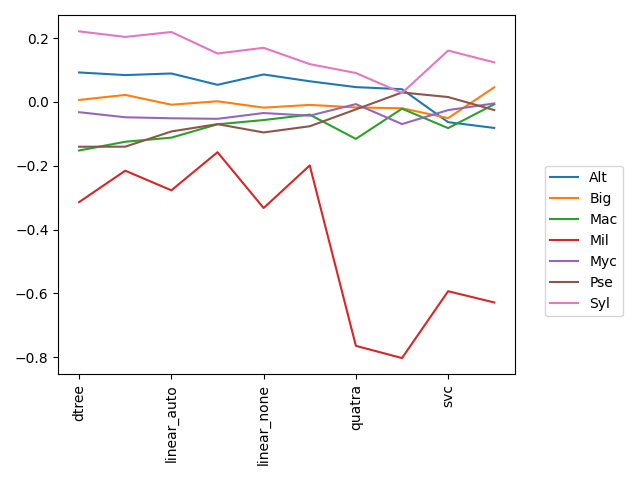 0.2
0.0
−0.2
−0.4
−0.6
−0.8
dtree
linear_auto
linear_none
quatra
svc
Alt
Big
Mac
Mil
Myc
Pse
Syl